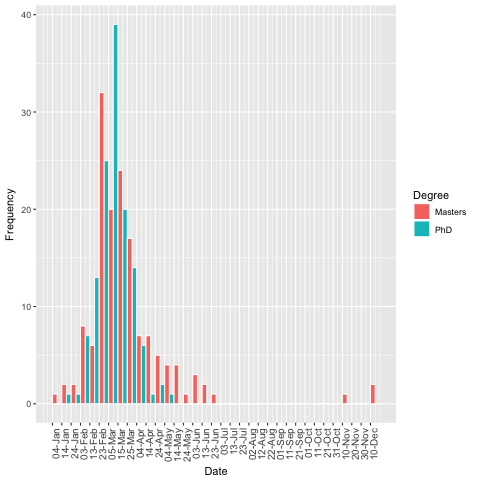 40
30
20
10
0
Frequency
04-Jan
14-Jan
24-Jan
03-Feb
13-Feb
23-Feb
05-Mar
15-Mar
25-Mar
04-Apr
14-Apr
24-Apr
04-May
14-May
24-May
03-Jun
13-Jun
23-Jun
03-Jul
13-Jul
23-Jul
02-Aug
12-Aug
22-Aug
01-Sep
11-Sep
21-Sep
01-Oct
11-Oct
21-Oct
31-Oct
10-Nov
20-Nov
30-Nov
10-Dec
Date
Degree
Masters
PhD